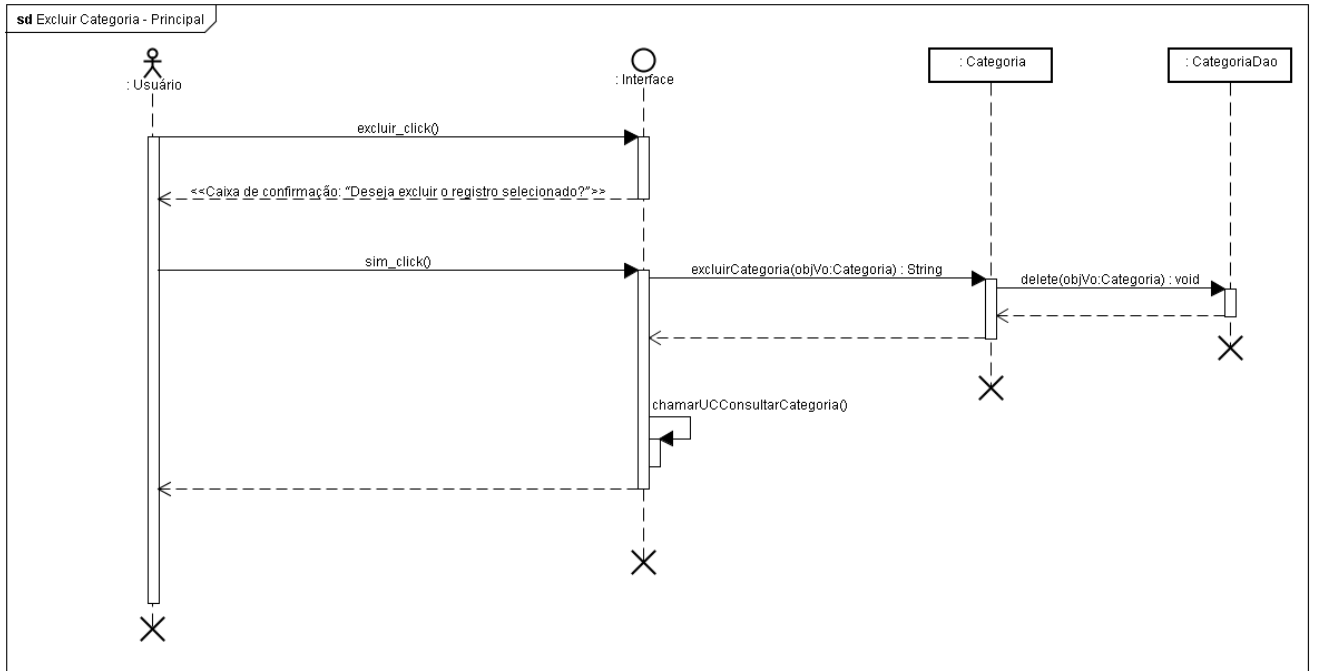 sd Excluir Categoria - Principal
: Usuário
: Interface
: Categoria
: CategoriaDao
excluir_click()
<<Caixa de confirmação: "Deseja excluir o registro selecionado?">>
sim_click()
excluirCategoria(objVo:Categoria) : String
delete(objVo:Categoria) : void
chamarUCConsultarCategoria()